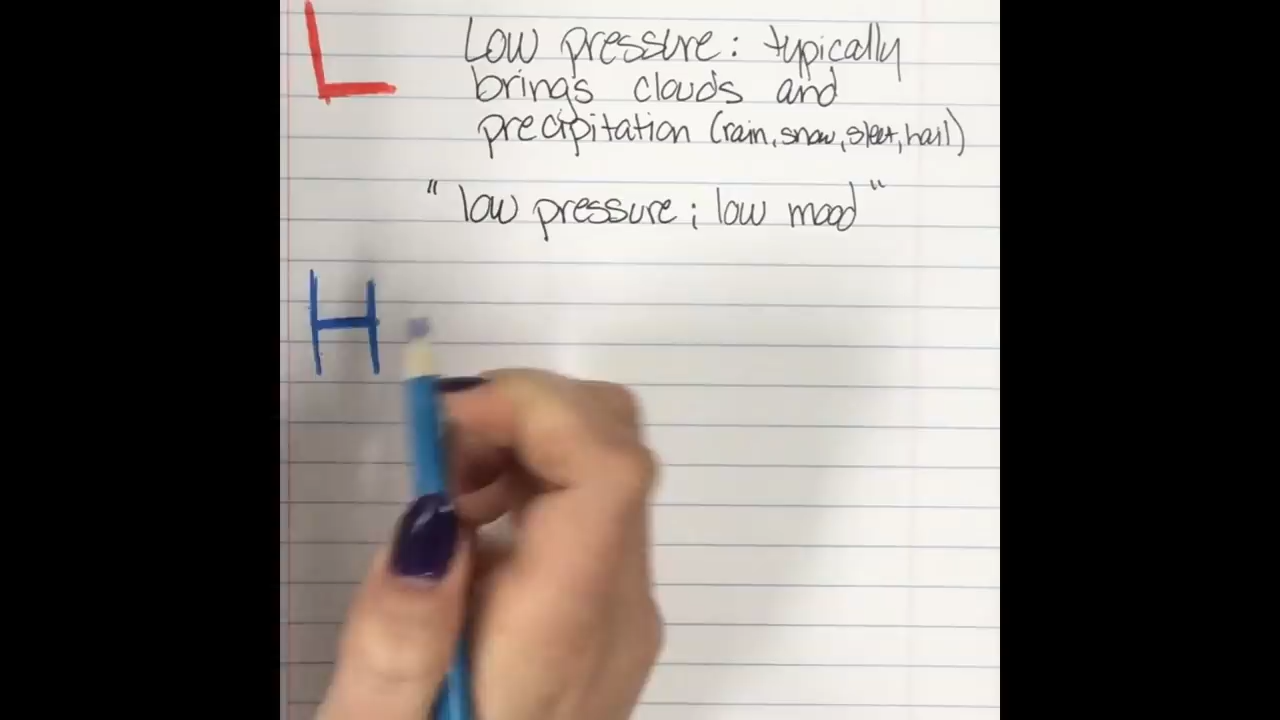 L
Low pressure: typically
brings clouds and
precipitation (rain, snow, sleet, hail)
"low pressure; low mood"
H